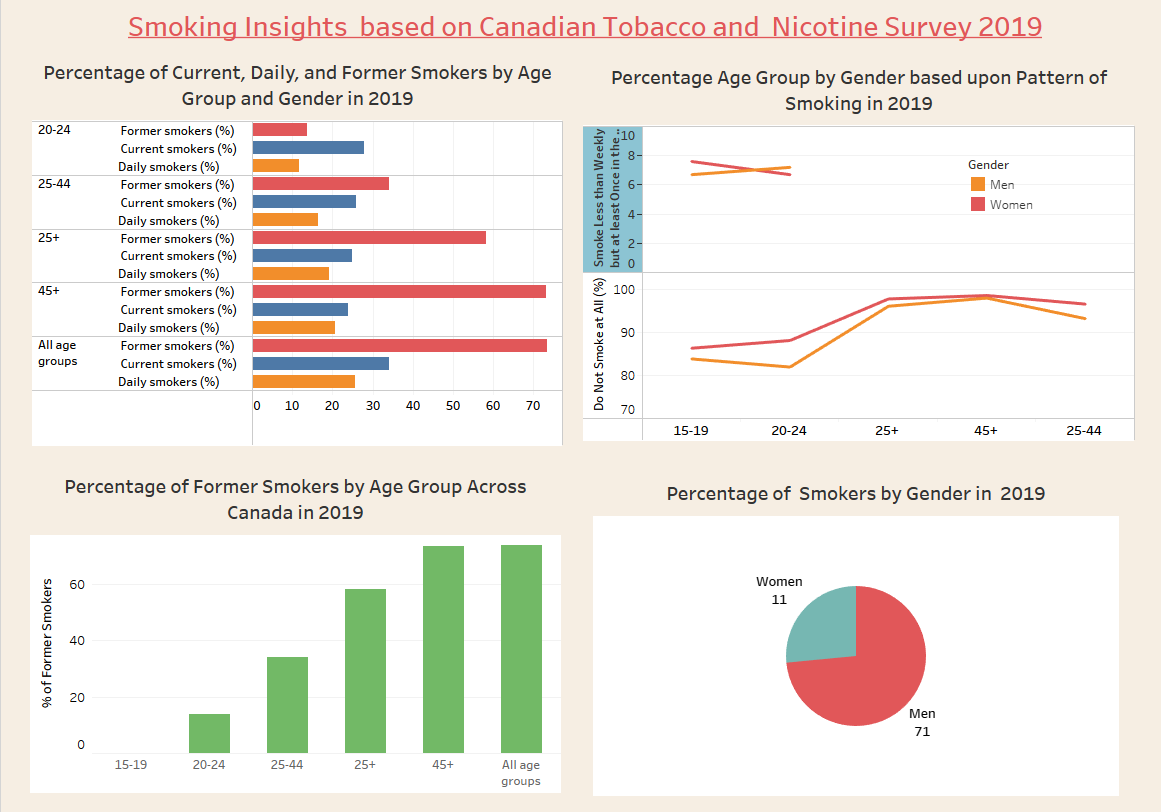 Smoking Insights  based on Canadian Tobacco and  Nicotine Survey 2019
Percentage of Current, Daily, and Former Smokers by Age
Group and Gender in 2019
20-24
Former smokers (%)
Current smokers (%)
Daily smokers (%)
25-44
Former smokers (%)
Current smokers (%)
Daily smokers (%)
25+
Former smokers (%)
Current smokers (%)
Daily smokers (%)
45+
Former smokers (%)
Current smokers (%)
Daily smokers (%)
All age
groups
Former smokers (%)
Current smokers (%)
Daily smokers (%)
0 10 20 30 40 50 60 70
Percentage Age Group by Gender based upon Pattern of
Smoking in 2019
Smoke Less than Weekly
but at least Once in the ..
10
8
6
4
2
0
Gender
Men
Women
Do Not Smoke at All (%)
100
90
80
70
15-19 20-24 25+ 45+ 25-44
Percentage of Former Smokers by Age Group Across
Canada in 2019
% of Former Smokers
60
40
20
0
15-19 20-24 25-44 25+ 45+ All age
groups
Percentage of  Smokers by Gender in  2019
Women
11
Men
71